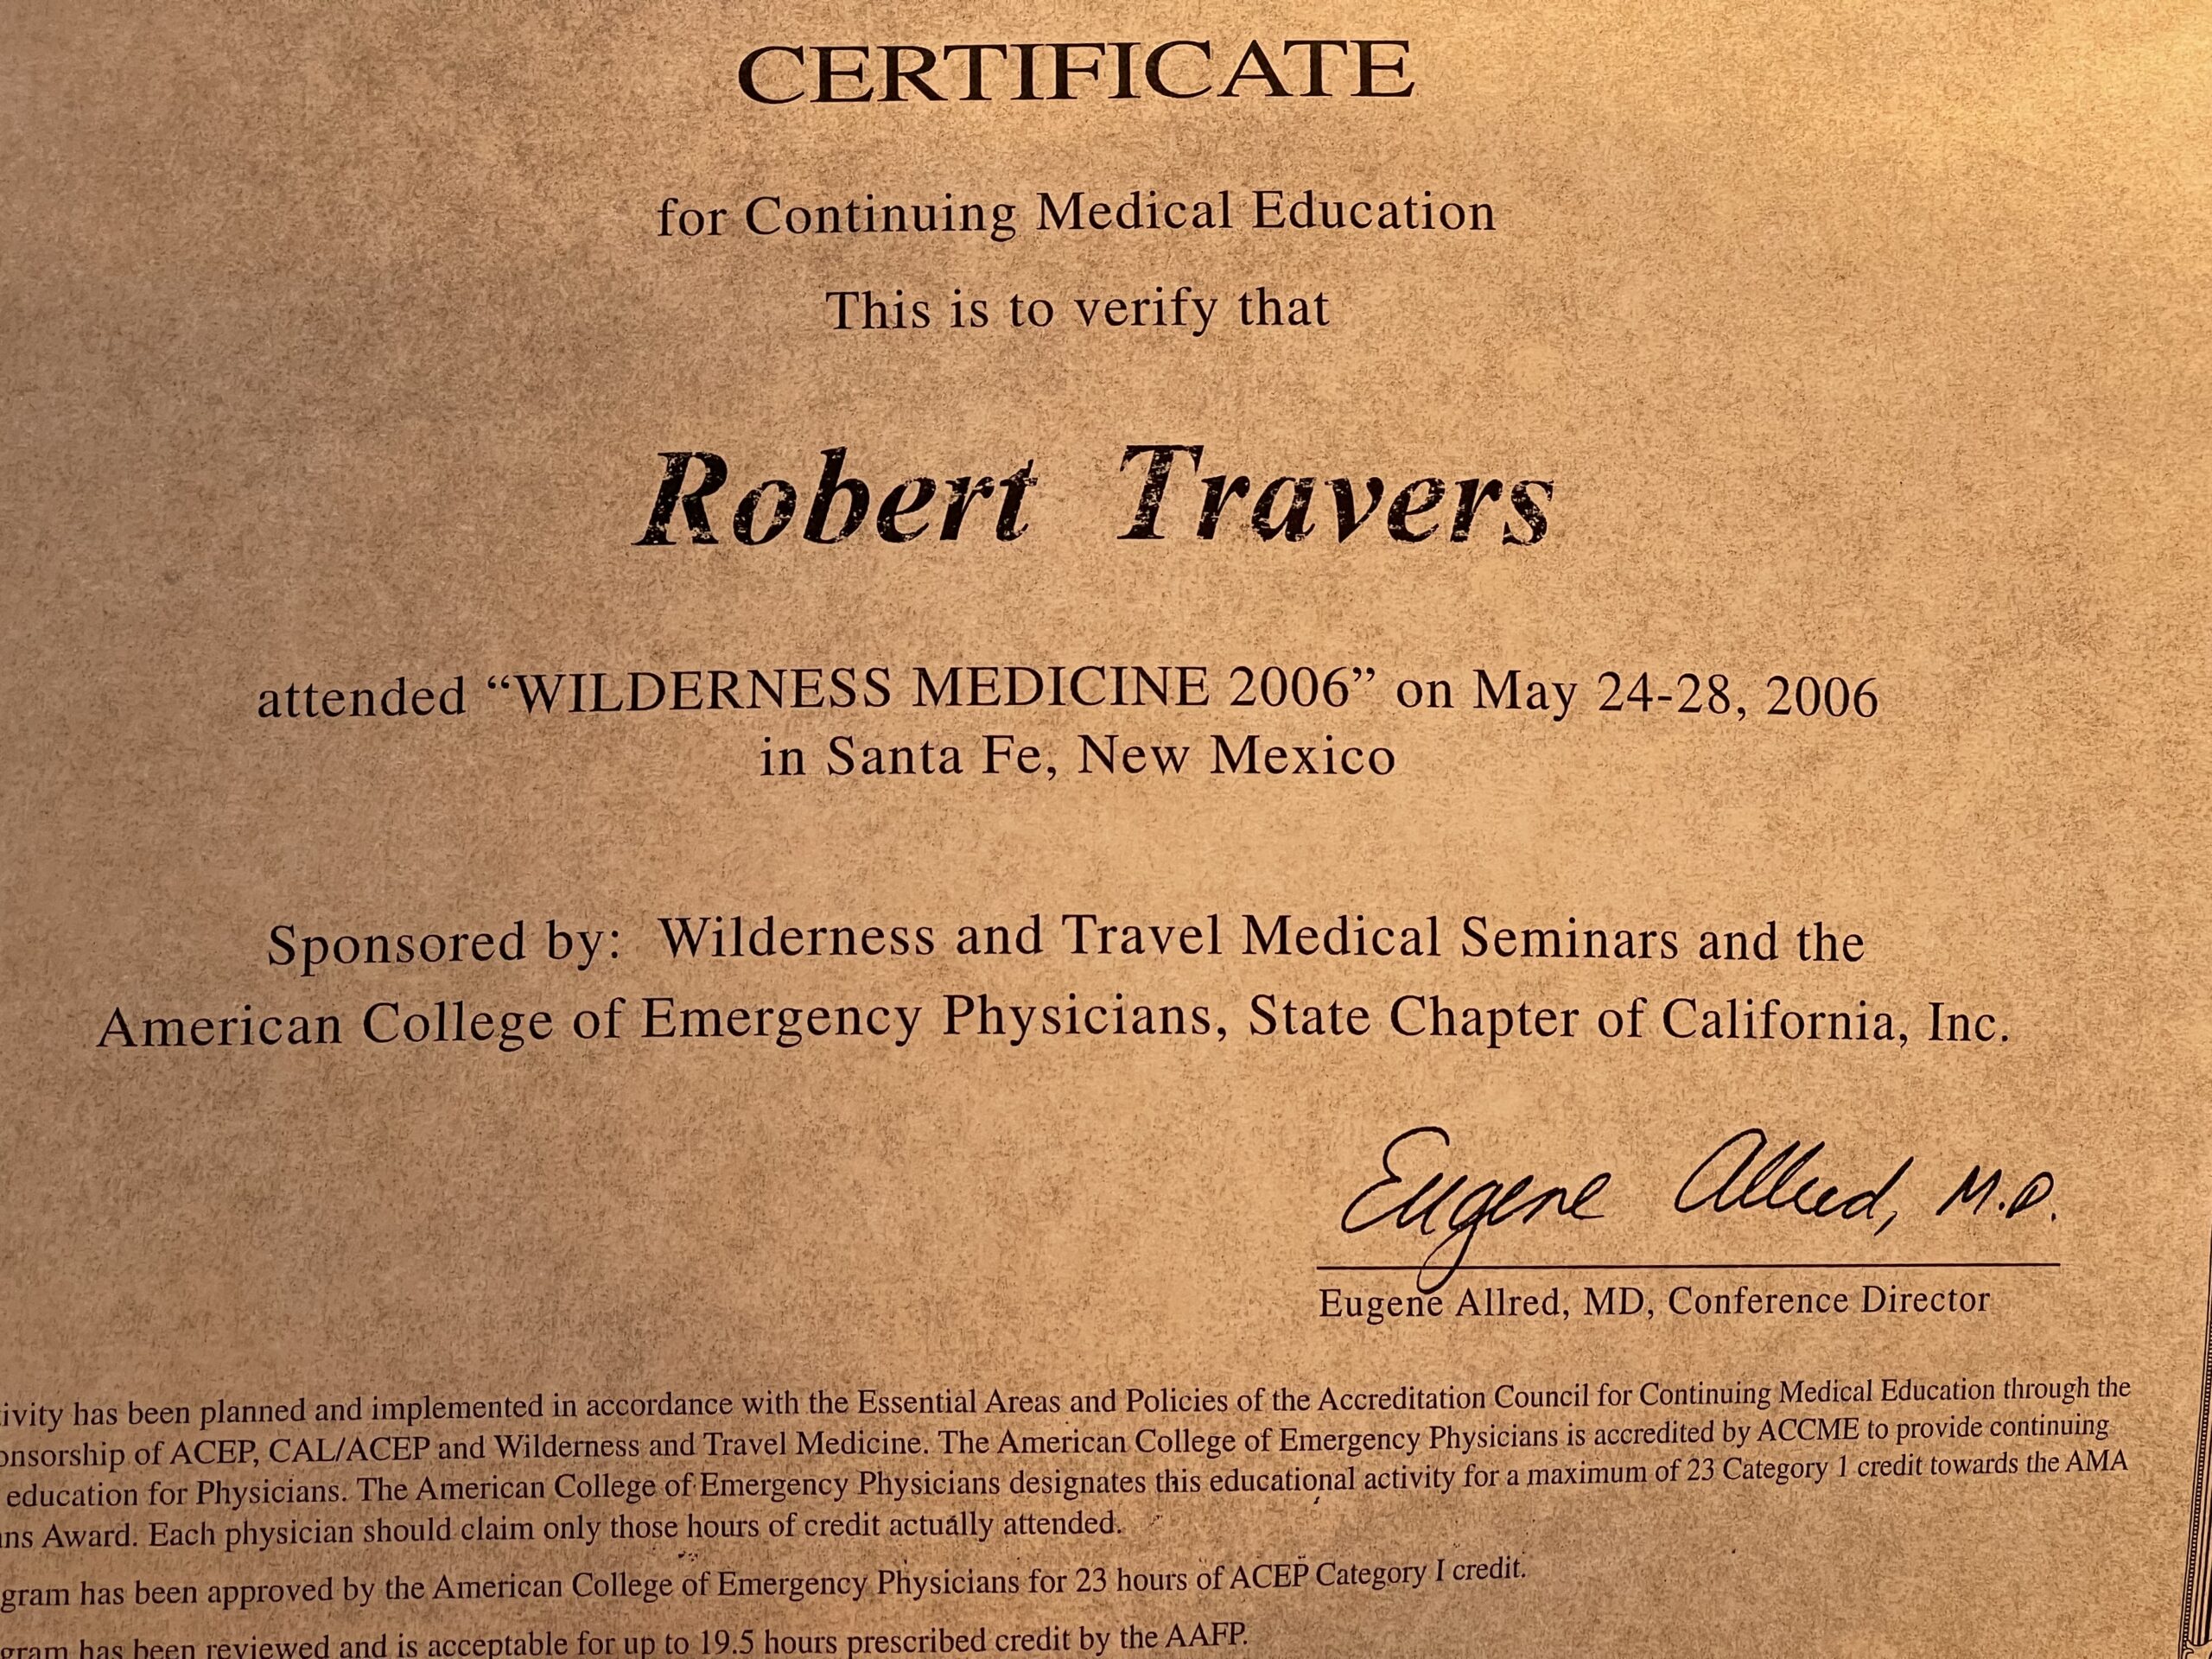 CERTIFICATE
for Continuing Medical Education
This is to verify that
Robert Travers
attended “WILDERNESS MEDICINE 2006” on May 24-28, 2006
in Santa Fe, New Mexico
Sponsored by: Wilderness and Travel Medical Seminars and the
American College of Emergency Physicians, State Chapter of California, Inc.
Eugene Allred, M.D.
Eugene Allred, MD, Conference Director
ivity has been planned and implemented in accordance with the Essential Areas and Policies of the Accreditation Council for Continuing Medical Education through the
onsorship of ACEP, CAL/ACEP and Wilderness and Travel Medicine. The American College of Emergency Physicians is accredited by ACCME to provide continuing
education for Physicians. The American College of Emergency Physicians designates this educational activity for a maximum of 23 Category 1 credit towards the AMA
ns Award. Each physician should claim only those hours of credit actually attended.
gram has been approved by the American College of Emergency Physicians for 23 hours of ACEP Category I credit.
gram has been reviewed and is acceptable for up to 19.5 hours prescribed credit by the AAFP.